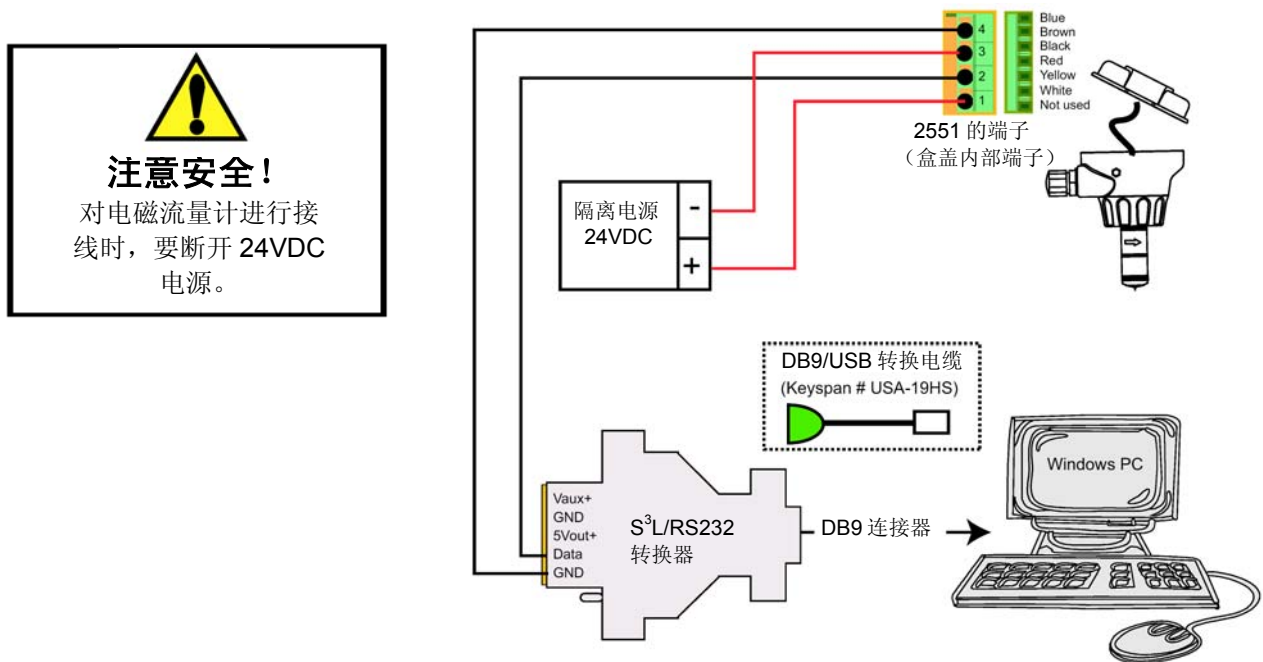 注意安全！
对电磁流量计进行接
线时，要断开 24VDC
电源。
4
3
2
1
Blue
Brown
Black
Red
Yellow
White
Not used
2551 的端子
（盒盖内部端子）
隔离电源
24VDC
-
+
DB9/USB 转换电缆
(Keyspan # USA-19HS)
Windows PC
Vaux+
GND
5Vout+
Data
GND
S³L/RS232
转换器
DB9 连接器